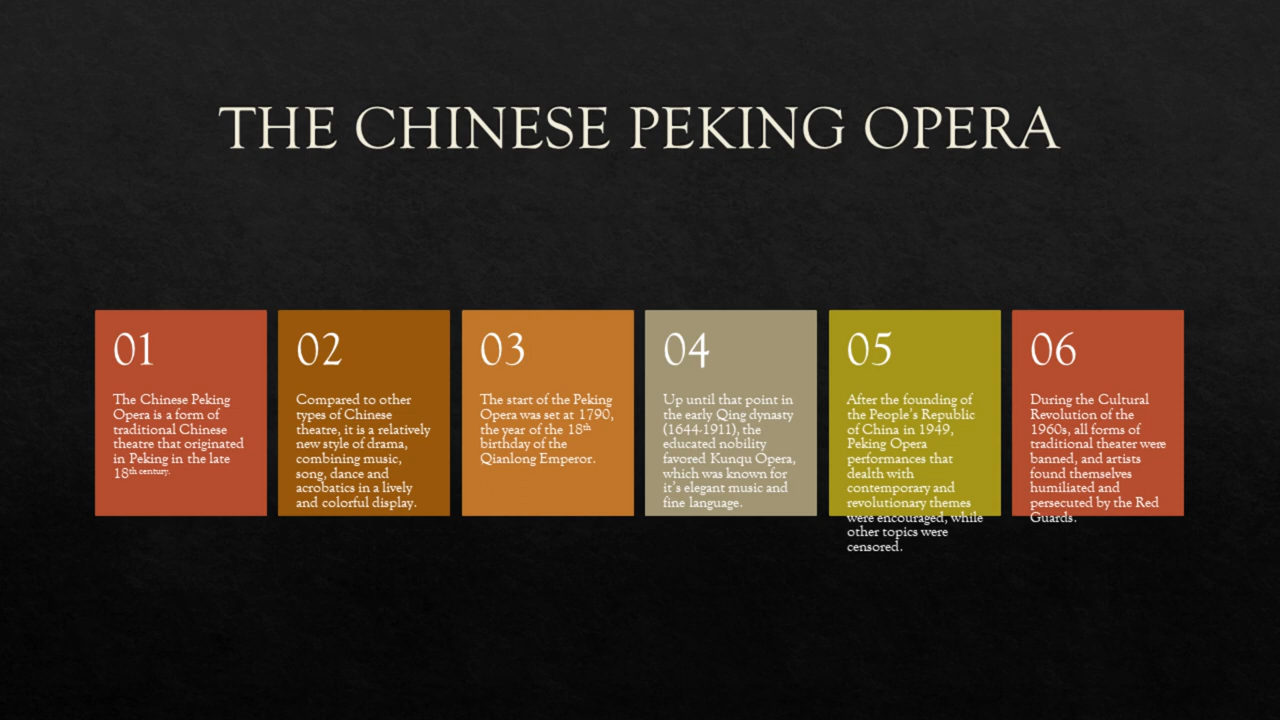 THE CHINESE PEKING OPERA
01
The Chinese Peking
Opera is a form of
traditional Chinese
theatre that originated
in Peking in the late
18th century.
02
Compared to other
types of Chinese
theatre, it is a relatively
new style of drama,
combining music,
song, dance and
acrobatics in a lively
and colorful display.
03
The start of the Peking
Opera was set at 1790,
the year of the 18th
birthday of the
Qianlong Emperor.
04
Up until that point in
the early Qing dynasty
(1644-1911), the
educated nobility
favored Kunqu Opera,
which was known for
it's elegant music and
fine language.
05
After the founding of
the People's Republic
of China in 1949,
Peking Opera
performances that
dealth with
contemporary and
revolutionary themes
were encouraged, while
other topics were
censored.
06
During the Cultural
Revolution of the
1960s, all forms of
traditional theater were
banned, and artists
found themselves
humiliated and
persecuted by the Red
Guards.